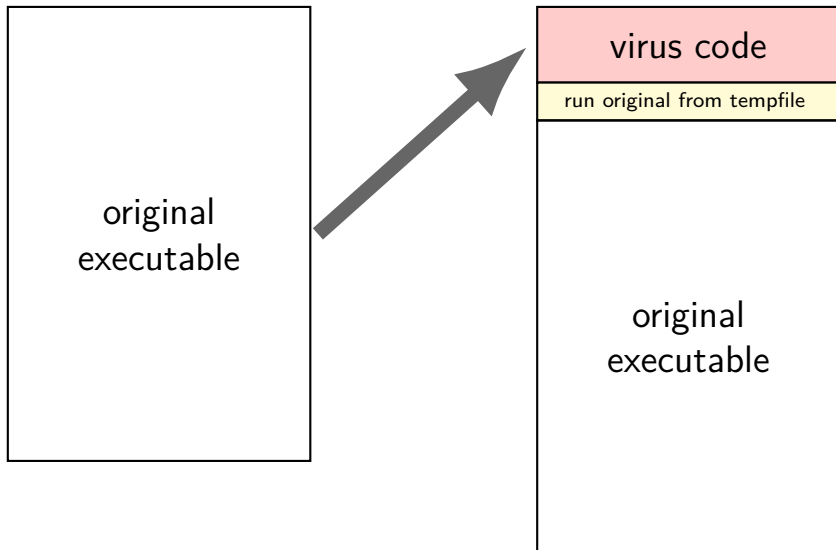 original
executable
virus code
run original from tempfile
original
executable